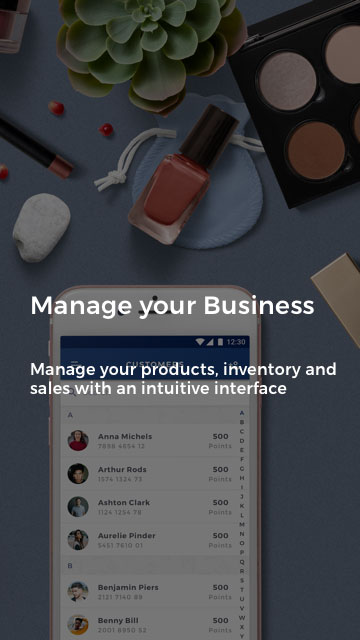 Manage your Business
12:30
CUSTOMERS
Manage your products, inventory and
sales with an intuitive interface
A
Anna Michels 500
7898 4654 12 Points
Arthur Rods 500
1574 1324 73 Points
Ashton Clark 500
1124 1254 78 Points
Aurelie Pinder 500
5451 7610 01 Points
B
Benjamin Piers 500
2121 7140 89 Points
Benny Bill 500
2001 8950 52 Points
A
B
C
D
E
F
G
H
I
J
K
L
M
N
O
P
Q
R
S
T
U
V
W
X
Y